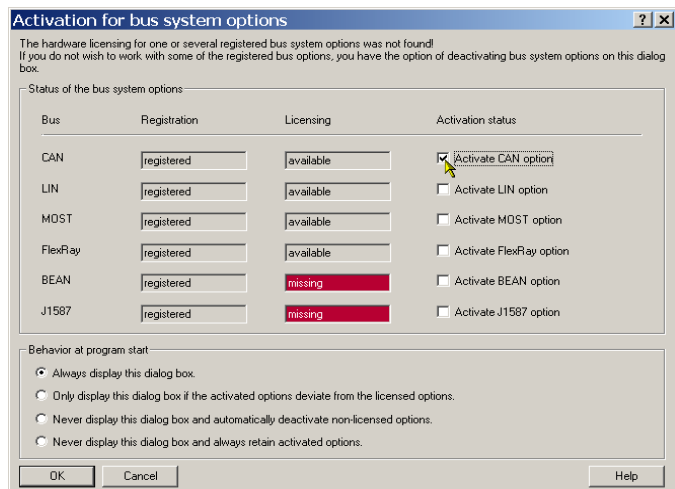 Activation for bus system options
The hardware licensing for one or several registered bus system options was not found!
If you do not wish to work with some of the registered bus options, you have the option of deactivating bus system options on this dialog
box.
Status of the bus system options
Bus Registration Licensing Activation status
CAN registered available Activate CAN option
LIN registered available Activate LIN option
MOST registered available Activate MOST option
FlexRay registered available Activate FlexRay option
BEAN registered missing Activate BEAN option
J1587 registered missing Activate J1587 option
Behavior at program start
Always display this dialog box.
Only display this dialog box if the activated options deviate from the licensed options.
Never display this dialog box and automatically deactivate non-licensed options.
Never display this dialog box and always retain activated options.
OK Cancel Help